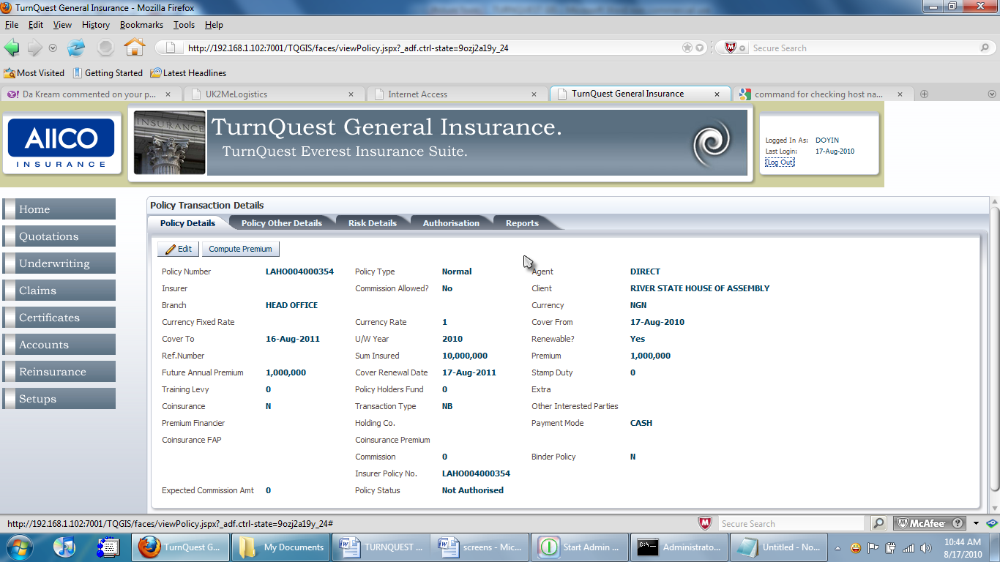 TurnQuest General Insurance - Mozilla Firefox
File Edit View History Bookmarks Tools Help
http://192.168.1.102:7001/TQGIS/faces/viewPolicy.jspx?_adf.ctrl-state=9ozj2a19y_24
Secure Search
Most Visited Getting Started Latest Headlines
Da Kream commented on your p...
UK2MeLogistics
Internet Access
TurnQuest General Insurance
command for checking host na...
AIICO
INSURANCE
INSURANCE
TurnQuest General Insurance.
TurnQuest Everest Insurance Suite.
Logged In As: DOYIN
Last Login: 17-Aug-2010
[Log Out]
Home
Quotations
Underwriting
Claims
Certificates
Accounts
Reinsurance
Setups
Policy Transaction Details
Policy Details Policy Other Details Risk Details Authorisation Reports
Edit Compute Premium
Policy Number LAHO004000354 Policy Type Normal Agent DIRECT
Insurer Commission Allowed? No Client RIVER STATE HOUSE OF ASSEMBLY
Branch HEAD OFFICE Currency NGN
Currency Fixed Rate Currency Rate 1 Cover From 17-Aug-2010
Cover To 16-Aug-2011 U/W Year 2010 Renewable? Yes
Ref.Number Sum Insured 10,000,000 Premium 1,000,000
Future Annual Premium 1,000,000 Cover Renewal Date 17-Aug-2011 Stamp Duty 0
Training Levy 0 Policy Holders Fund 0 Extra
Coinsurance N Transaction Type NB Other Interested Parties
Premium Financier Holding Co. Payment Mode CASH
Coinsurance FAP Coinsurance Premium
Commission 0 Binder Policy N
Insurer Policy No. LAHO004000354
Expected Commission Amt 0 Policy Status Not Authorised
http://192.168.1.102:7001/TQGIS/faces/viewPolicy.jspx?_adf.ctrl-state=9ozj2a19y_24#
Secure Search
McAfee
TurnQuest G...
My Documents
TURNQUEST ...
screens - Mic...
Start Admin ...
Administrato...
Untitled - No...
10:44 AM
8/17/2010